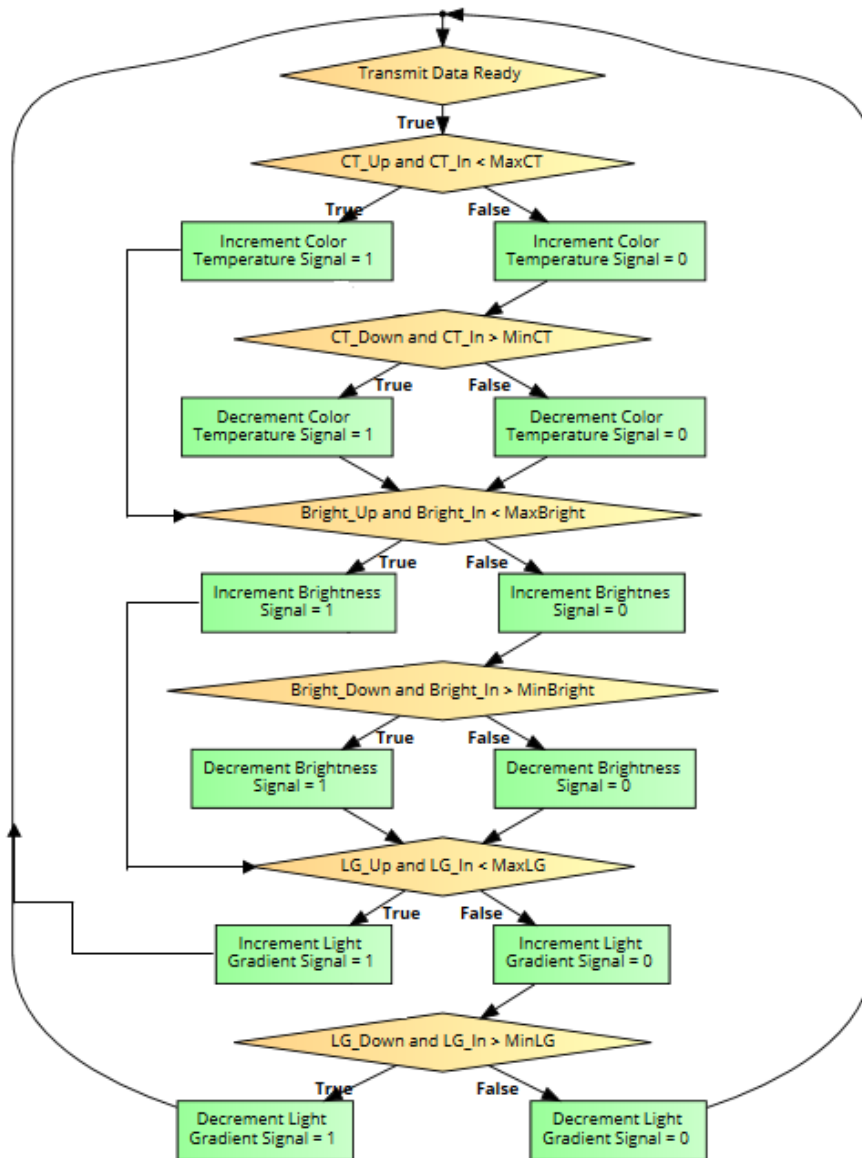 Transmit Data Ready
True
CT_Up and CT_In < MaxCT
True
False
Increment Color
Temperature Signal = 1
Increment Color
Temperature Signal = 0
CT_Down and CT_In > MinCT
True
False
Decrement Color
Temperature Signal = 1
Decrement Color
Temperature Signal = 0
Bright_Up and Bright_In < MaxBright
True
False
Increment Brightness
Signal = 1
Increment Brightnes
Signal = 0
Bright_Down and Bright_In > MinBright
True
False
Decrement Brightness
Signal = 1
Decrement Brightness
Signal = 0
LG_Up and LG_In < MaxLG
True
False
Increment Light
Gradient Signal = 1
Increment Light
Gradient Signal = 0
LG_Down and LG_In > MinLG
True
False
Decrement Light
Gradient Signal = 1
Decrement Light
Gradient Signal = 0